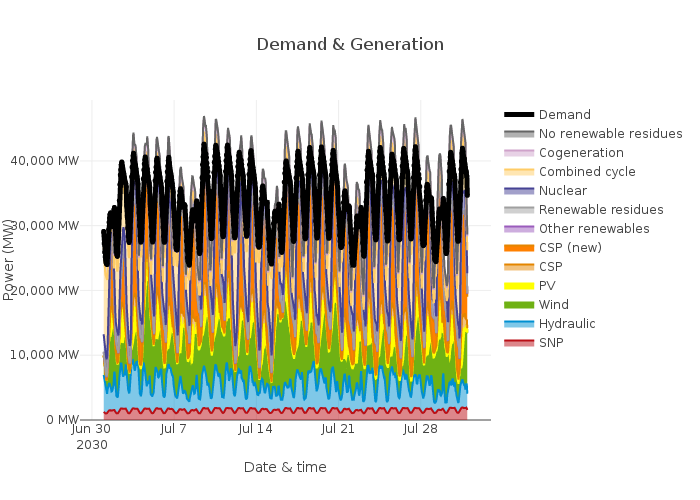 Demand & Generation
40,000 MW
30,000 MW
20,000 MW
10,000 MW
0 MW
Power (MW)
Jun 30
2030
Jul 7
Jul 14
Jul 21
Jul 28
Date & time
Demand
No renewable residues
Cogeneration
Combined cycle
Nuclear
Renewable residues
Other renewables
CSP (new)
CSP
PV
Wind
Hydraulic
SNP